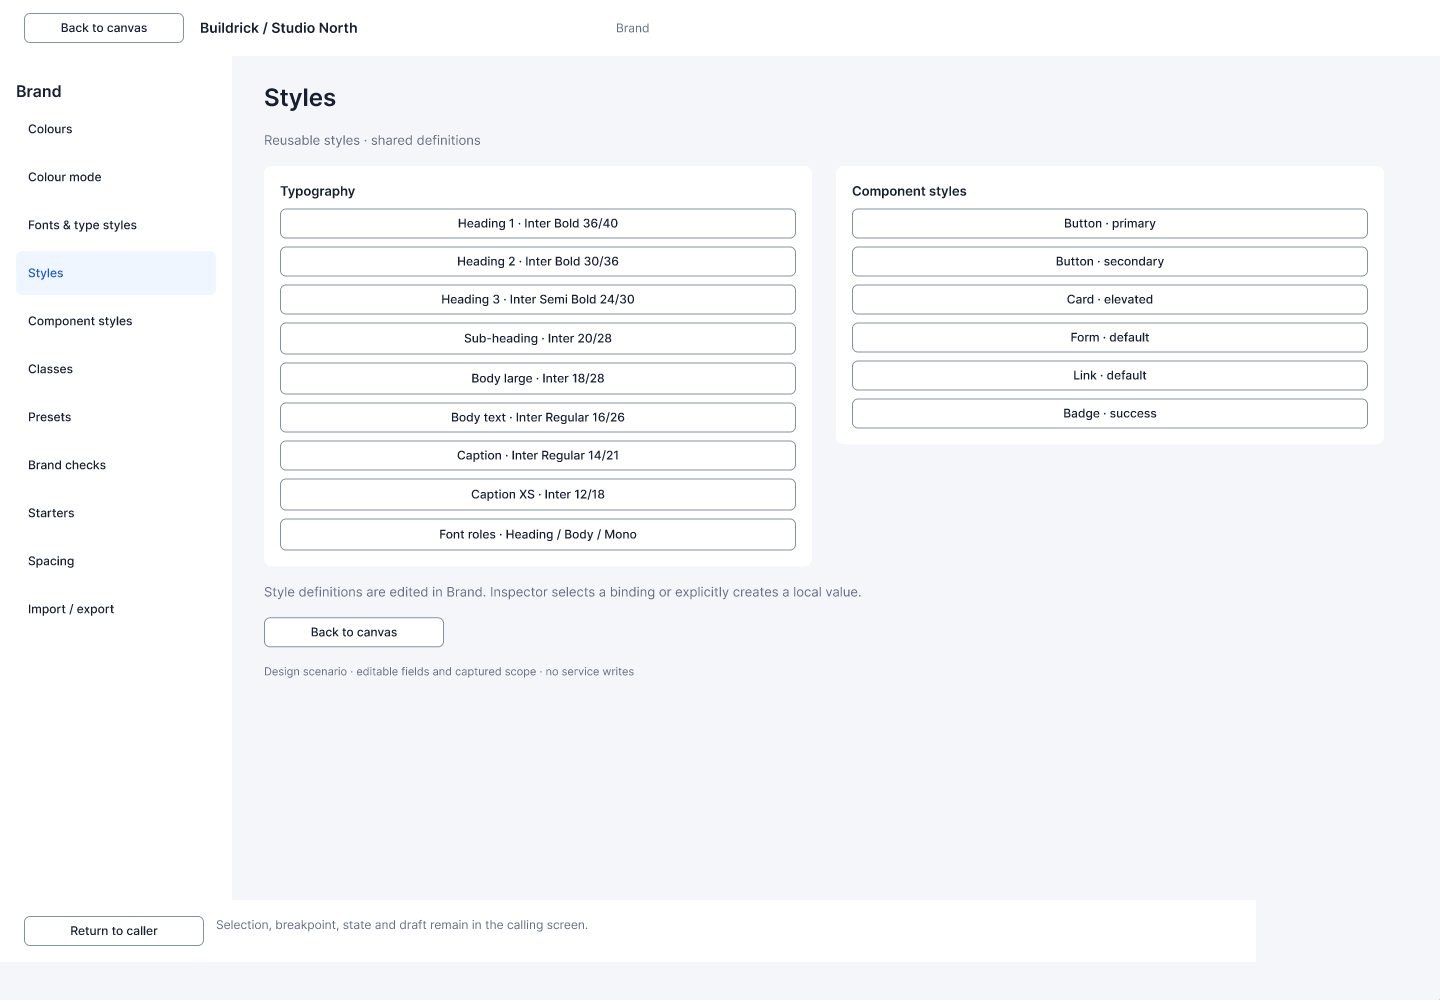 Back to canvas
Buildrick / Studio North
Brand
Brand
Colours
Colour mode
Fonts & type styles
Styles
Component styles
Classes
Presets
Brand checks
Starters
Spacing
Import / export
Styles
Reusable styles · shared definitions
Typography
Heading 1 · Inter Bold 36/40
Heading 2 · Inter Bold 30/36
Heading 3 · Inter Semi Bold 24/30
Sub-heading · Inter 20/28
Body large · Inter 18/28
Body text · Inter Regular 16/26
Caption · Inter Regular 14/21
Caption XS · Inter 12/18
Font roles · Heading / Body / Mono
Component styles
Button · primary
Button · secondary
Card · elevated
Form · default
Link · default
Badge · success
Style definitions are edited in Brand. Inspector selects a binding or explicitly creates a local value.
Back to canvas
Design scenario · editable fields and captured scope · no service writes
Return to caller
Selection, breakpoint, state and draft remain in the calling screen.